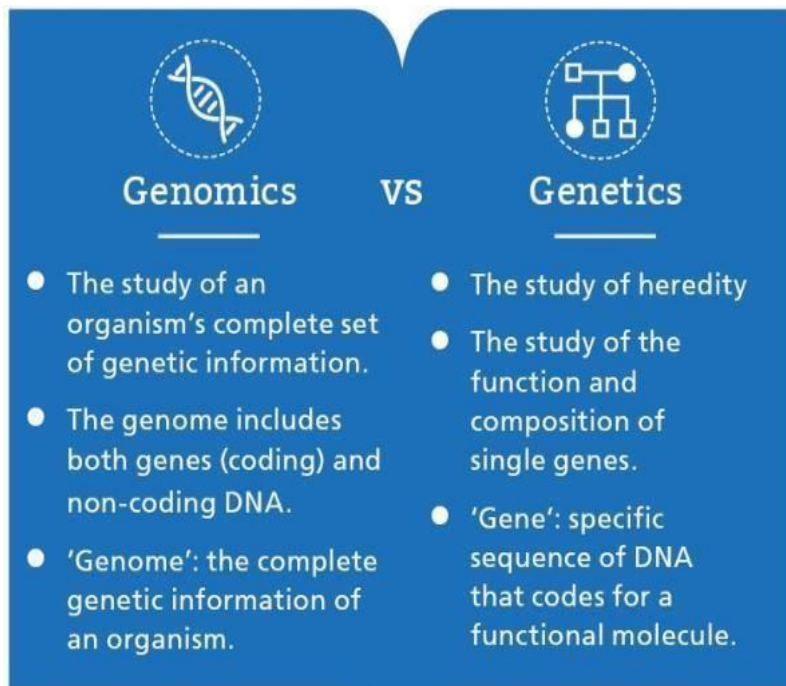 Genomics vs Genetics
• The study of an
organism's complete set
of genetic information.
• The genome includes
both genes (coding) and
non-coding DNA.
• ‘Genome’: the complete
genetic information of
an organism.
• The study of heredity
• The study of the
function and
composition of
single genes.
• ‘Gene’: specific
sequence of DNA
that codes for a
functional molecule.